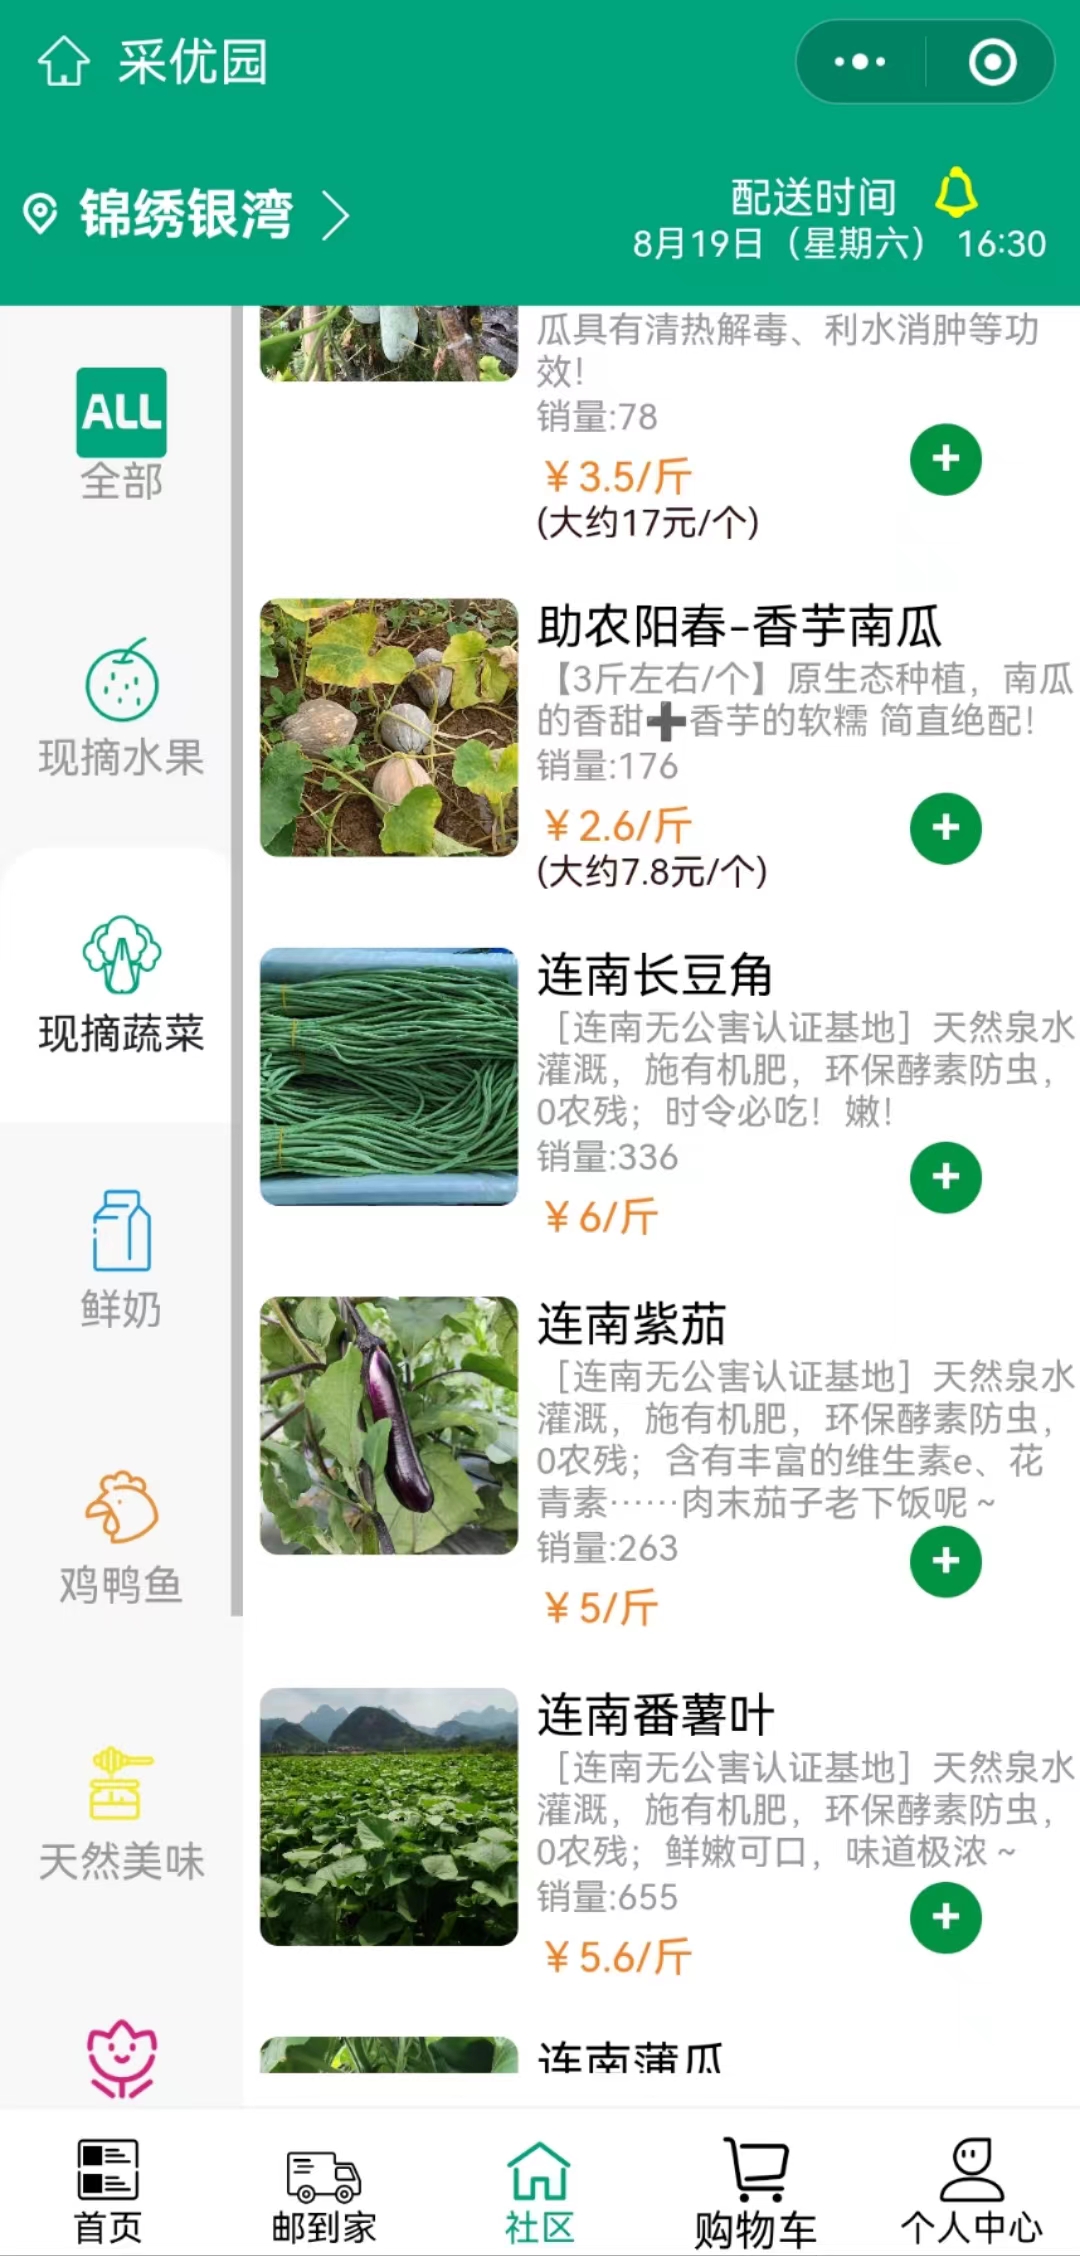 采优园
锦绣银湾
配送时间
8月19日（星期六） 16:30
瓜具有清热解毒、利水消肿等功
效！
销量:78
￥3.5/斤
(大约17元/个)
助农阳春-香芋南瓜
【3斤左右/个】原生态种植，南瓜
的香甜➕香芋的软糯 简直绝配！
销量:176
￥2.6/斤
(大约7.8元/个)
连南长豆角
［连南无公害认证基地］天然泉水
灌溉，施有机肥，环保酵素防虫，
0农残；时令必吃！嫩！
销量:336
￥6/斤
连南紫茄
［连南无公害认证基地］天然泉水
灌溉，施有机肥，环保酵素防虫，
0农残；含有丰富的维生素e、花
青素……肉末茄子老下饭呢～
销量:263
￥5/斤
连南番薯叶
［连南无公害认证基地］天然泉水
灌溉，施有机肥，环保酵素防虫，
0农残；鲜嫩可口，味道极浓～
销量:655
￥5.6/斤
连南蒲瓜
ALL
全部
现摘水果
现摘蔬菜
鲜奶
鸡鸭鱼
天然美味
首页
邮到家
社区
购物车
个人中心